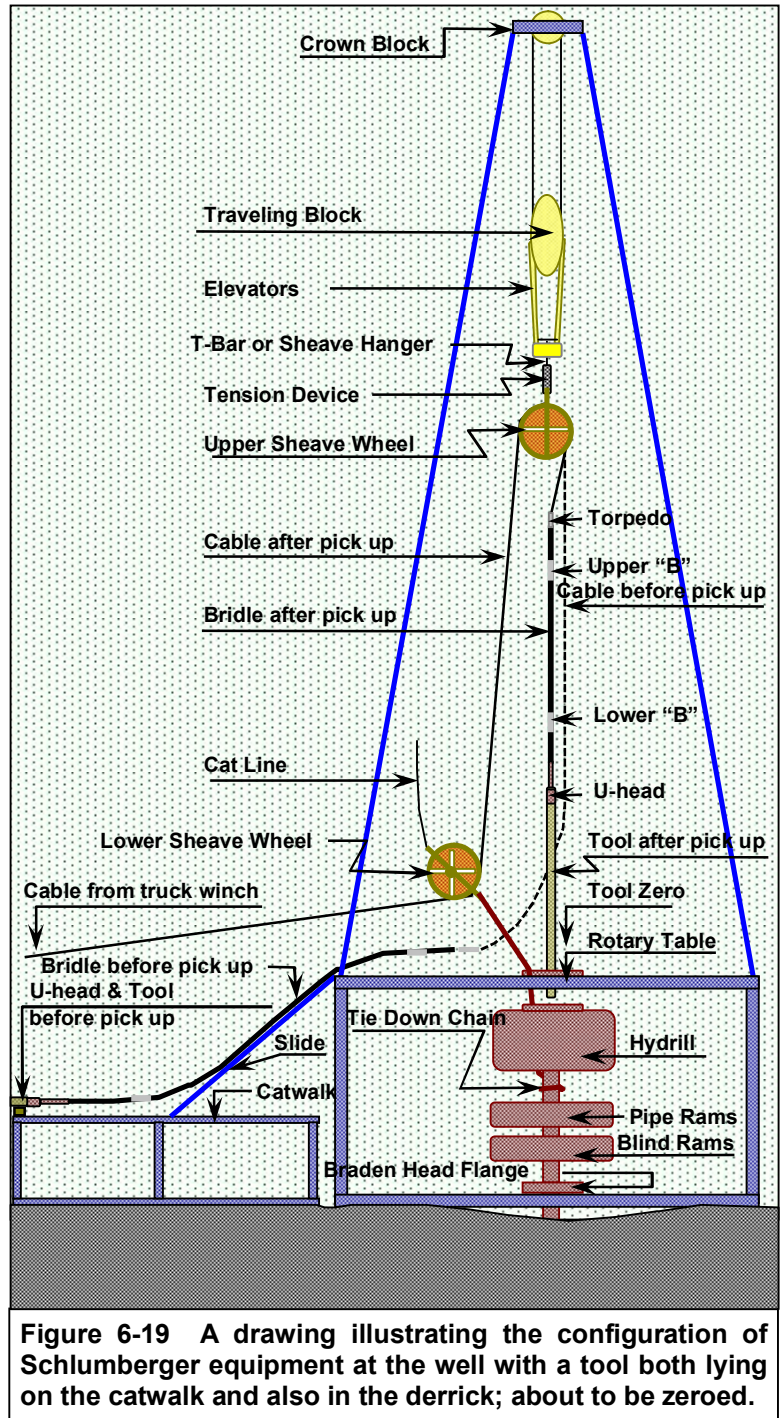 Crown Block
Traveling Block
Elevators
T-Bar or Sheave Hanger
Tension Device
Upper Sheave Wheel
Torpedo
Cable after pick up
Upper “B”
Cable before pick up
Bridle after pick up
Lower “B”
Cat Line
U-head
Lower Sheave Wheel
Tool after pick up
Cable from truck winch
Tool Zero
Rotary Table
Bridle before pick up
U-head & Tool
before pick up
Tie Down Chain
Slide
Hydrill
Catwalk
Pipe Rams
Blind Rams
Braden Head Flange
Figure 6-19 A drawing illustrating the configuration of
Schlumberger equipment at the well with a tool both lying
on the catwalk and also in the derrick; about to be zeroed.